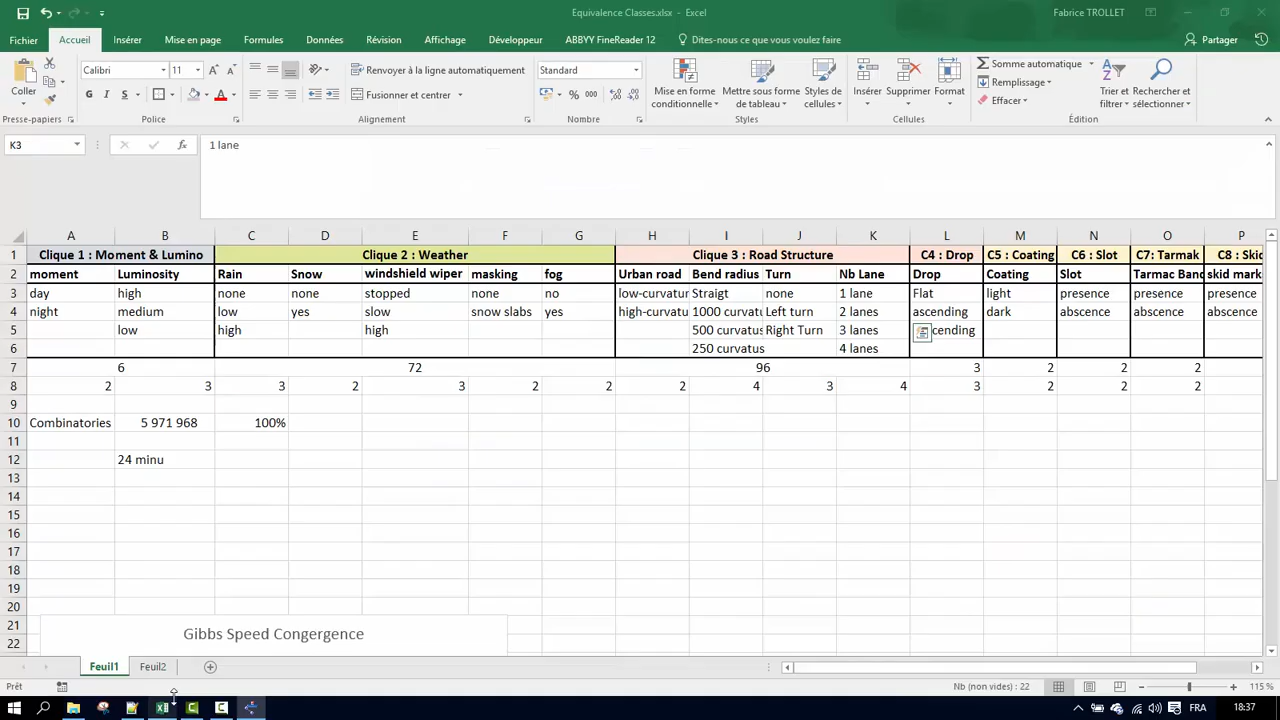 Equivalence Classes.xlsx - Excel
Fabrice TROLLET
Fichier Accueil Insérer Mise en page Formules Données Révision Affichage Développeur ABBYY FineReader 12 Dites-nous ce que vous voulez faire Partager
Calibri 11 Renvoyer à la ligne automatiquement Standard Somme automatique
Remplissage
Coller G I S Fusionner et centrer % 000 Mise en forme conditionnelle Mettre sous forme de tableau Styles de cellules Insérer Supprimer Format Effacer Trier et filtrer Rechercher et sélectionner
Presse-papiers Police Alignement Nombre Styles Cellules Édition
K3 fx 1 lane
A B C D E F G H I J K L M N O P
1 Clique 1 : Moment & Lumino Clique 2 : Weather Clique 3 : Road Structure C4 : Drop C5 : Coating C6 : Slot C7: Tarmak C8 : Skid
2 moment Luminosity Rain Snow windshield wiper masking fog Urban road Bend radius Turn Nb Lane Drop Coating Slot Tarmac Band skid mark
3 day high none none stopped none no low-curvatur Straigt none 1 lane Flat light presence presence presence
4 night medium low yes slow snow slabs yes high-curvatu 1000 curvatu Left turn 2 lanes ascending dark abscence abscence abscence
5 low high high 500 curvatus Right Turn 3 lanes cending
6 250 curvatus 4 lanes
7 6 72 96 3 2 2 2
8 2 3 3 2 3 2 2 2 4 3 4 3 2 2 2
9
10 Combinatories 5 971 968 100%
11
12 24 minu
13
14
15
16
17
18
19
20
21 Gibbs Speed Congergence
22
Feuil1 Feuil2
Prêt Nb (non vides) : 22 115 %
FRA 18:37